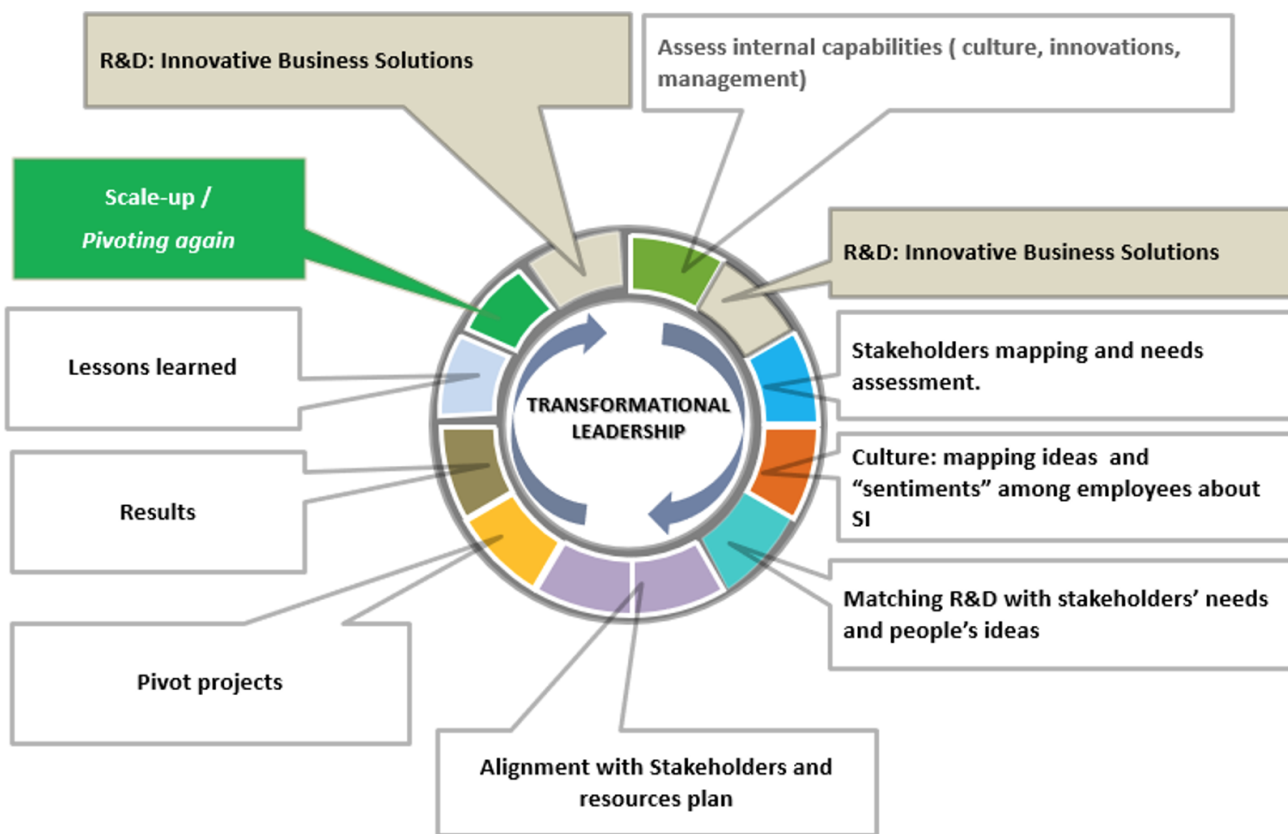 R&D: Innovative Business Solutions
Assess internal capabilities ( culture, innovations,
management)
Scale-up /
Pivoting again
R&D: Innovative Business Solutions
Lessons learned
Stakeholders mapping and needs
assessment.
TRANSFORMATIONAL
LEADERSHIP
Results
Culture: mapping ideas  and
“sentiments” among employees about
SI
Matching R&D with stakeholders’ needs
and people’s ideas
Pivot projects
Alignment with Stakeholders and
resources plan